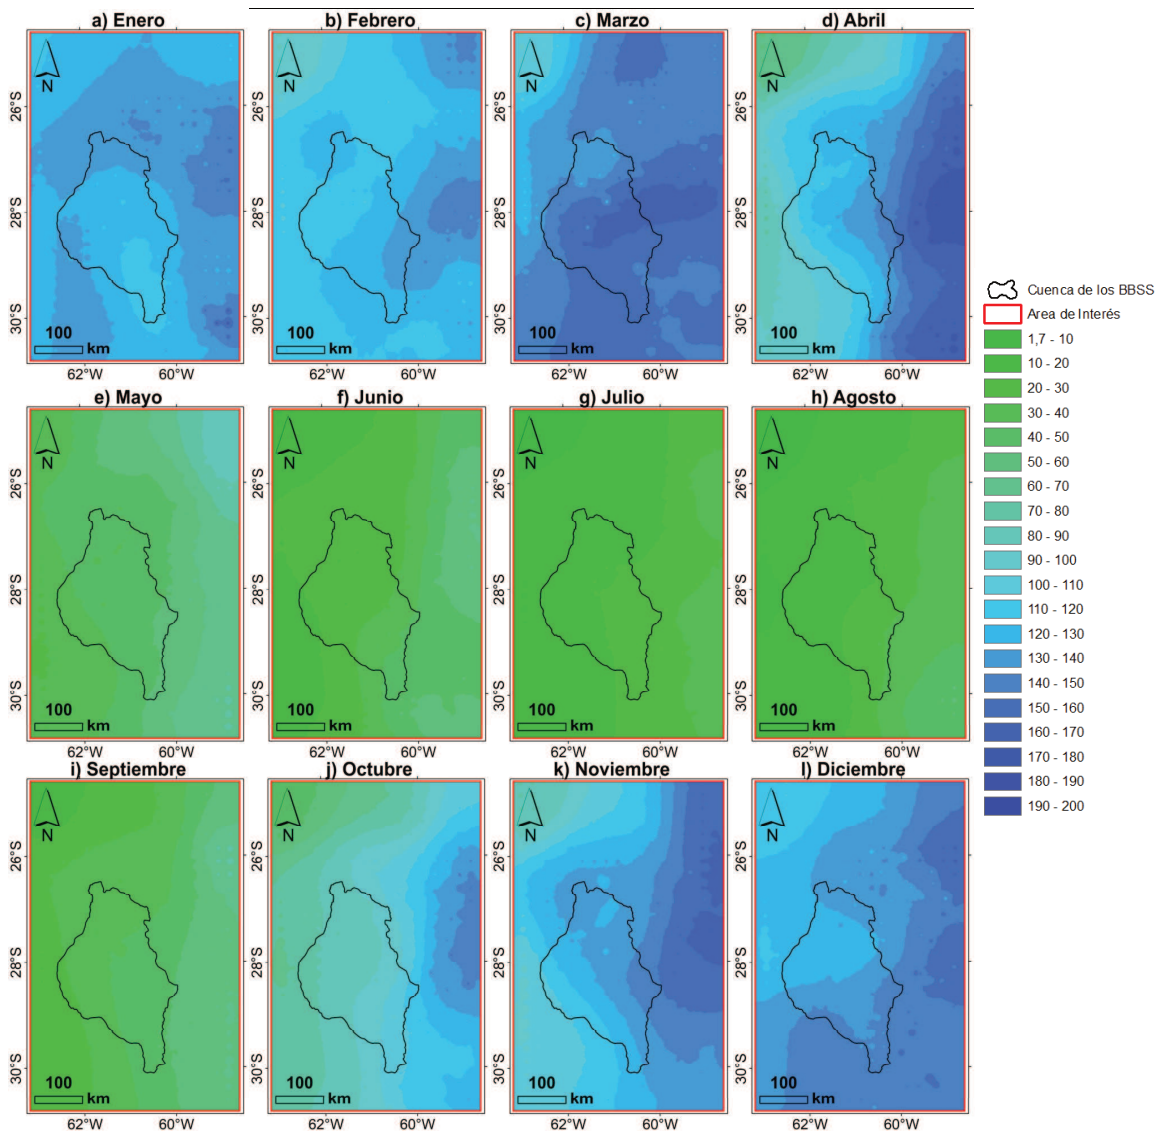 a) Enero
b) Febrero
c) Marzo
d) Abril
N
N
N
N
26°S
26°S
26°S
26°S
28°S
28°S
28°S
28°S
30°S
30°S
30°S
30°S
100
km
100
km
100
km
100
km
62°W
60°W
62°W
60°W
62°W
60°W
62°W
60°W
e) Mayo
f) Junio
g) Julio
h) Agosto
N
N
N
N
26°S
26°S
26°S
26°S
28°S
28°S
28°S
28°S
30°S
30°S
30°S
30°S
100
km
100
km
100
km
100
km
62°W
60°W
62°W
60°W
62°W
60°W
62°W
60°W
i) Septiembre
j) Octubre
k) Noviembre
l) Diciembre
N
N
N
N
26°S
26°S
26°S
26°S
28°S
28°S
28°S
28°S
30°S
30°S
30°S
30°S
100
km
100
km
100
km
100
km
62°W
60°W
62°W
60°W
62°W
60°W
62°W
60°W
Cuenca de los BBSS
Area de Interés
1,7 - 10
10 - 20
20 - 30
30 - 40
40 - 50
50 - 60
60 - 70
70 - 80
80 - 90
90 - 100
100 - 110
110 - 120
120 - 130
130 - 140
140 - 150
150 - 160
160 - 170
170 - 180
180 - 190
190 - 200